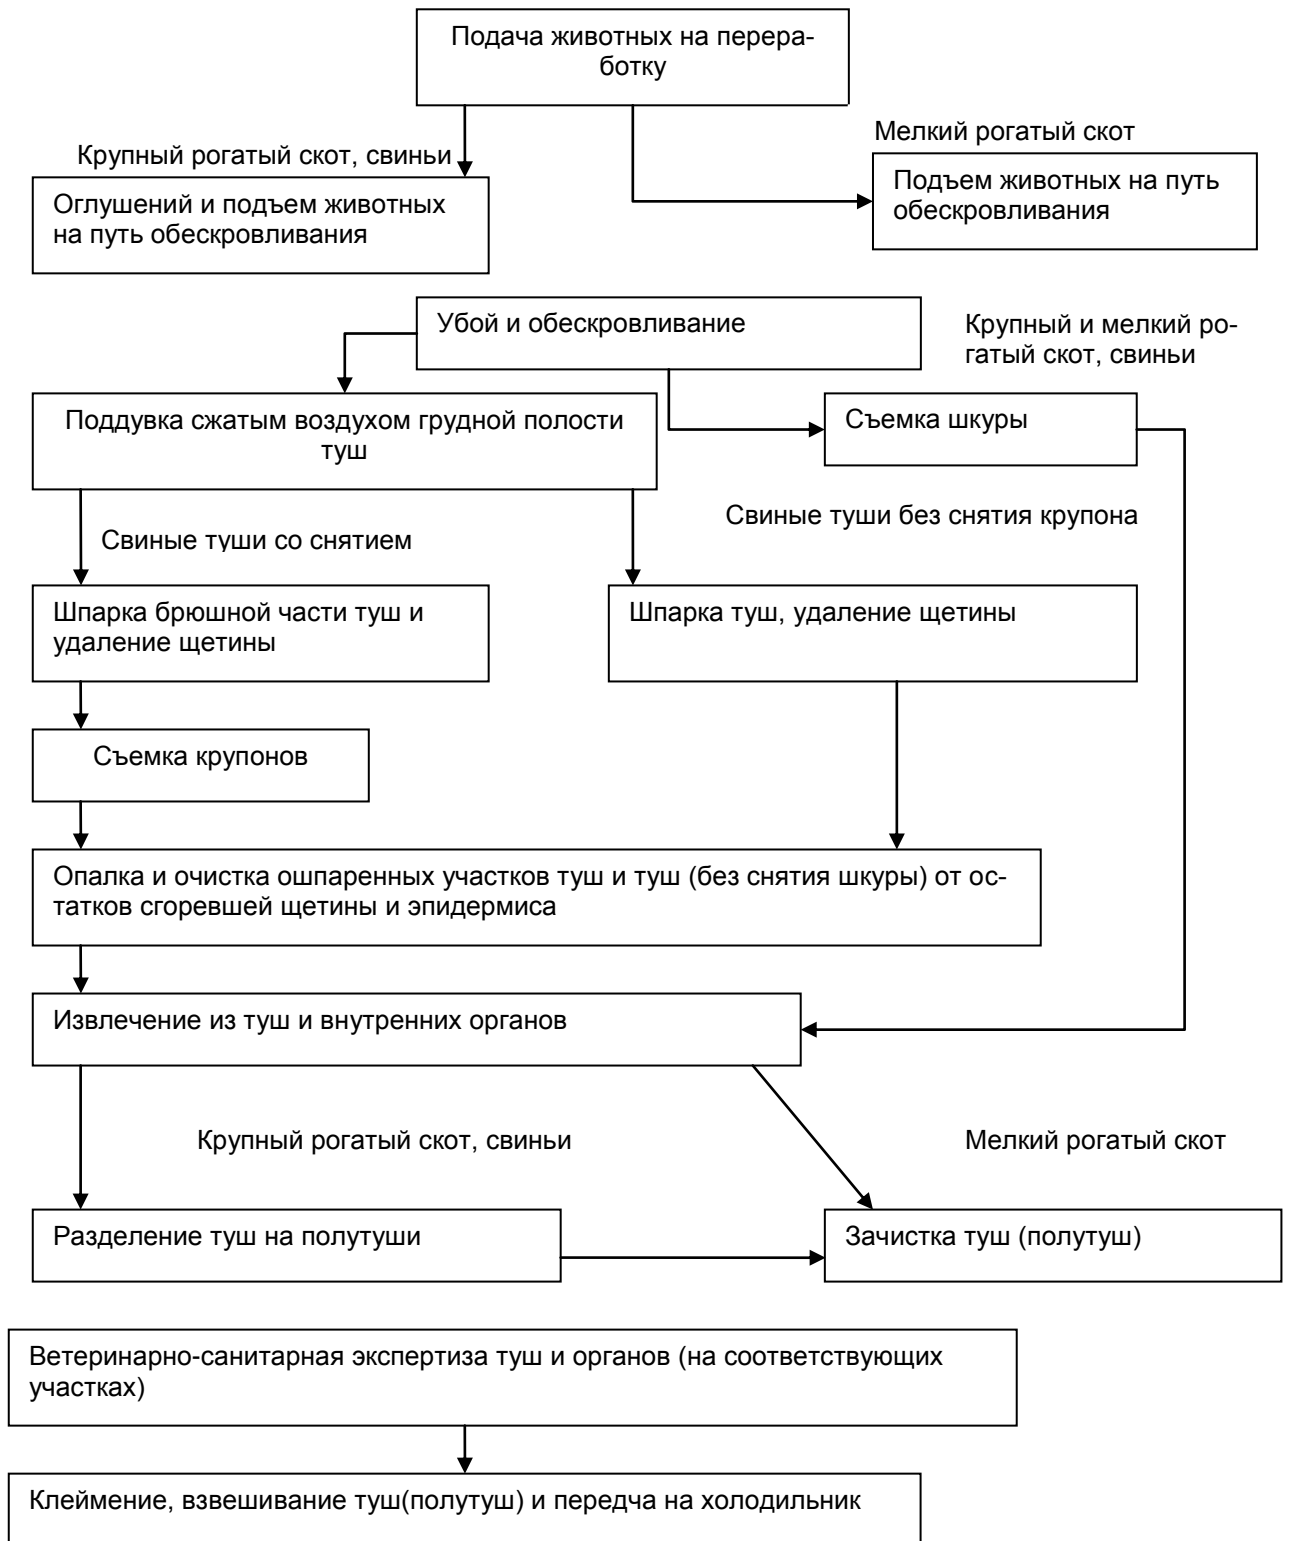 Подача животных на перера-
ботку
Мелкий рогатый скот
Крупный рогатый скот, свиньи
Оглушений и подъем животных
на путь обескровливания
Подъем животных на путь
обескровливания
Убой и обескровливание
Крупный и мелкий ро-
гатый скот, свиньи
Поддувка сжатым воздухом грудной полости
туш
Съемка шкуры
Свиные туши без снятия крупона
Свиные туши со снятием
Шпарка брюшной части туш и
удаление щетины
Шпарка туш, удаление щетины
Съемка крупонов
Опалка и очистка ошпаренных участков туш и туш (без снятия шкуры) от ос-
татков сгоревшей щетины и эпидермиса
Извлечение из туш и внутренних органов
Крупный рогатый скот, свиньи
Мелкий рогатый скот
Разделение туш на полутуши
Зачистка туш (полутуш)
Ветеринарно-санитарная экспертиза туш и органов (на соответствующих
участках)
Клеймение, взвешивание туш(полутуш) и передча на холодильник